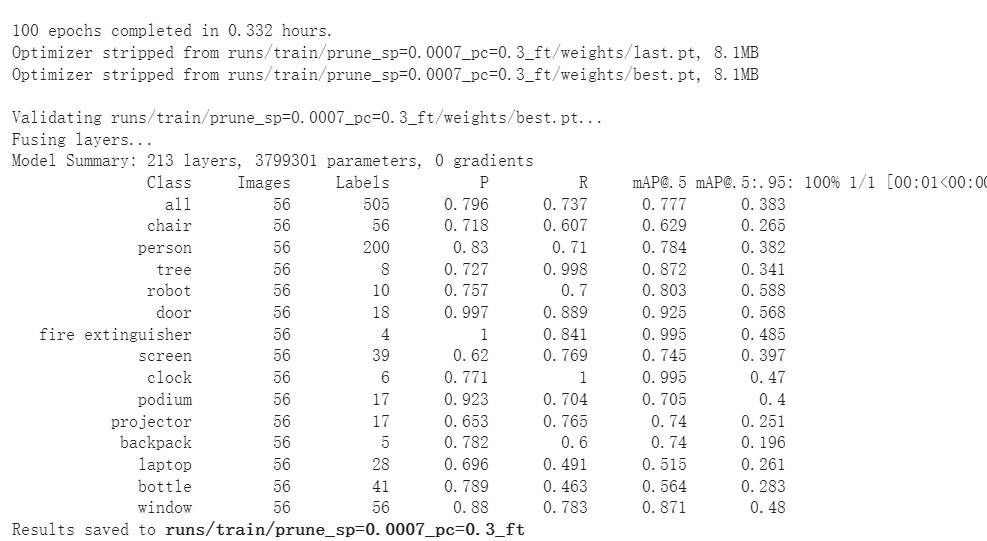 100 epochs completed in 0.332 hours.
Optimizer stripped from runs/train/prune_sp=0.0007_pc=0.3_ft/weights/last.pt, 8.1MB
Optimizer stripped from runs/train/prune_sp=0.0007_pc=0.3_ft/weights/best.pt, 8.1MB
Validating runs/train/prune_sp=0.0007_pc=0.3_ft/weights/best.pt...
Fusing layers...
Model Summary: 213 layers, 3799301 parameters, 0 gradients
Class Images Labels P R mAP@.5 mAP@.5:.95: 100% 1/1 [00:01<00:00
all 56 505 0.796 0.737 0.777 0.383
chair 56 56 0.718 0.607 0.629 0.265
person 56 200 0.83 0.71 0.784 0.382
tree 56 8 0.727 0.998 0.872 0.341
robot 56 10 0.757 0.7 0.803 0.588
door 56 18 0.997 0.889 0.925 0.568
fire extinguisher 56 4 1 0.841 0.995 0.485
screen 56 39 0.62 0.769 0.745 0.397
clock 56 6 0.771 1 0.995 0.47
podium 56 17 0.923 0.704 0.705 0.4
projector 56 17 0.653 0.765 0.74 0.251
backpack 56 5 0.782 0.6 0.74 0.196
laptop 56 28 0.696 0.491 0.515 0.261
bottle 56 41 0.789 0.463 0.564 0.283
window 56 56 0.88 0.783 0.871 0.48
Results saved to runs/train/prune_sp=0.0007_pc=0.3_ft